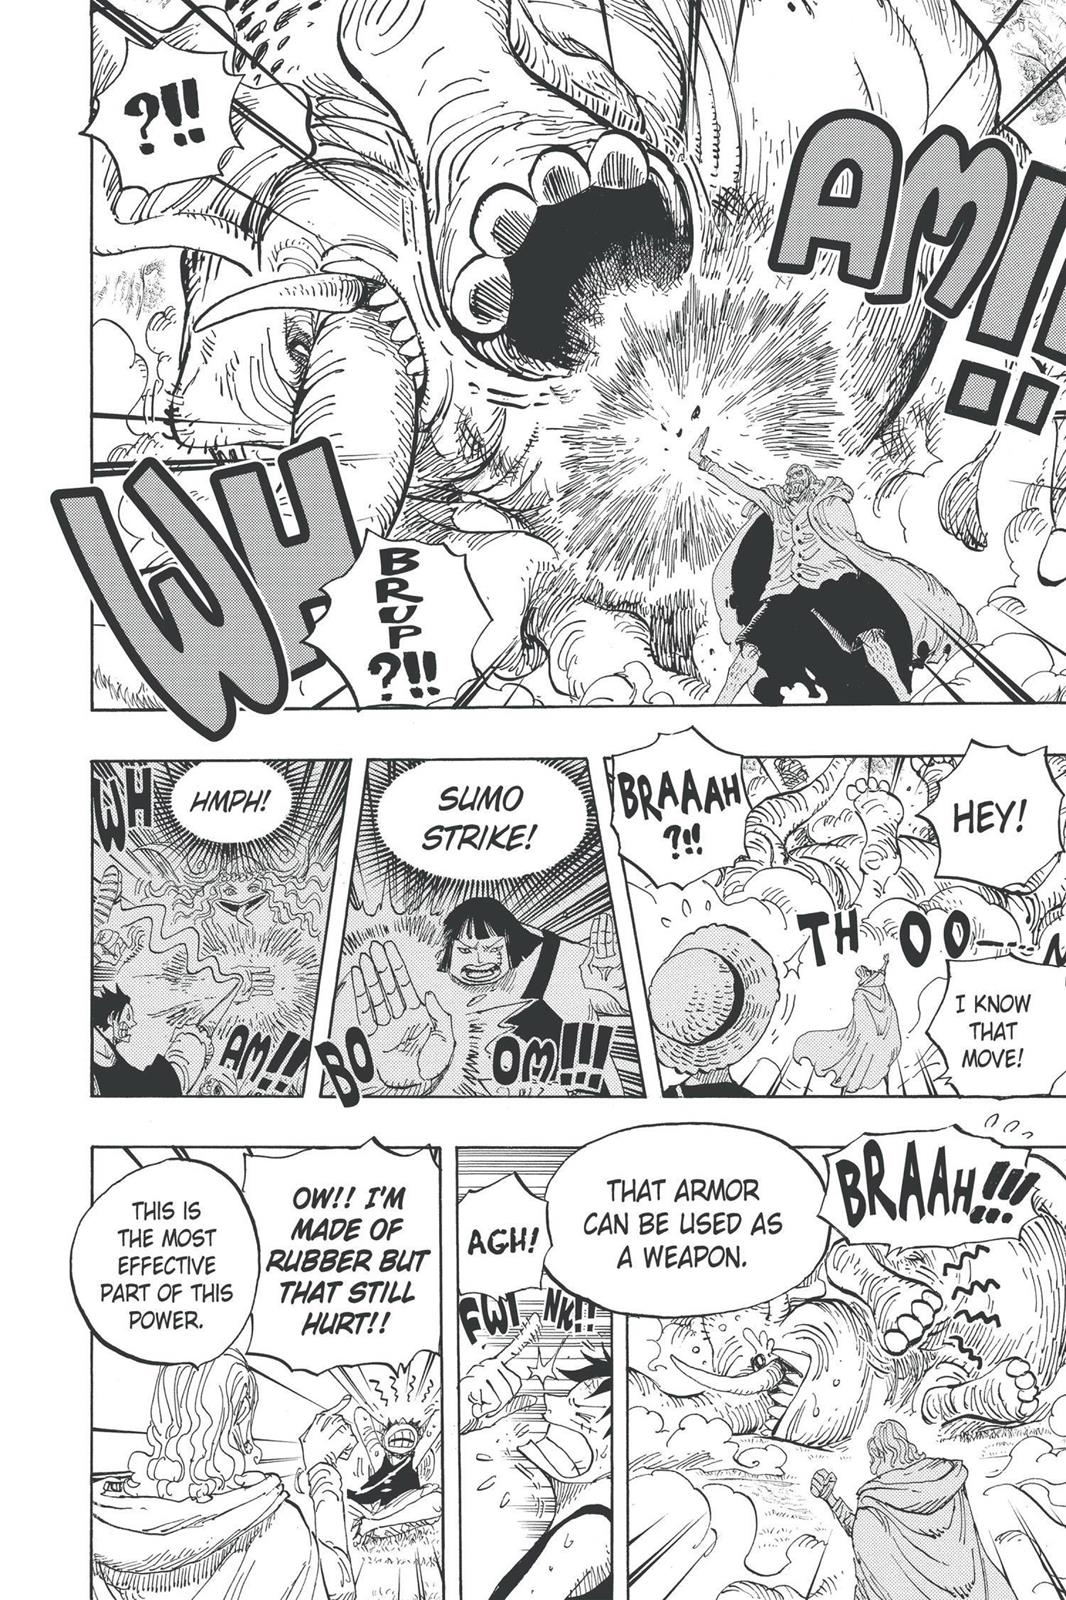 ?!!
WH
AM!!
BRUP
?!!
HEY!
BRAAAH
?!!
TH OO—M
I KNOW
THAT
MOVE!
SUMO
STRIKE!
BO
OM!!!
HMPH!
WH
AM!!
BRAAH!!!
THAT ARMOR
CAN BE USED AS
A WEAPON.
AGH!
FWI NK!!
OW!! I'M
MADE OF
RUBBER BUT
THAT STILL
HURT!!
THIS IS
THE MOST
EFFECTIVE
PART OF THIS
POWER.